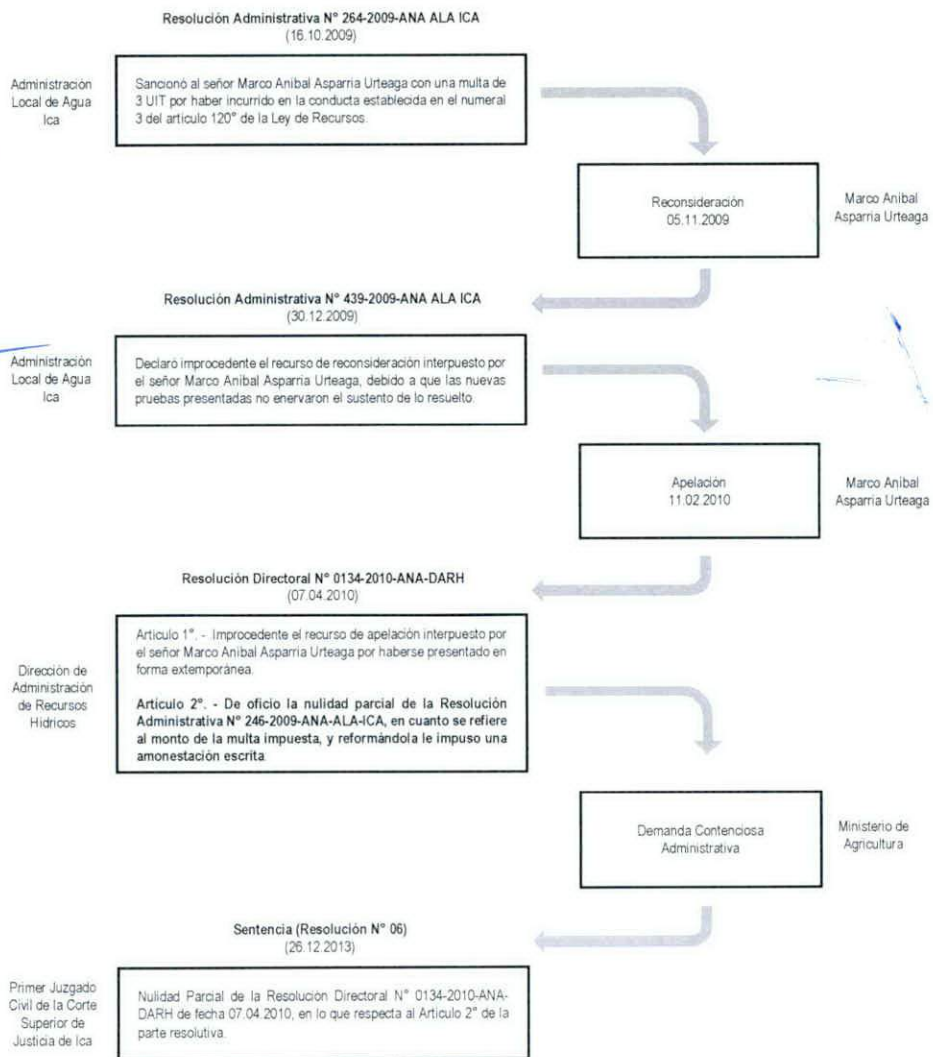 Resolución Administrativa N° 264-2009-ANA ALA ICA
(16.10.2009)
Administración
Local de Agua
Ica
Sancionó al señor Marco Anibal Asparria Urteaga con una multa de
3 UIT por haber incurrido en la conducta establecida en el numeral
3 del artículo 120° de la Ley de Recursos.
Reconsideración
05.11.2009
Marco Anibal
Asparria Urteaga
Resolución Administrativa N° 439-2009-ANA ALA ICA
(30.12.2009)
Administración
Local de Agua
Ica
Declaró improcedente el recurso de reconsideración interpuesto por
el señor Marco Anibal Asparria Urteaga, debido a que las nuevas
pruebas presentadas no enervaron el sustento de lo resuelto.
Apelación
11.02.2010
Marco Anibal
Asparria Urteaga
Resolución Directoral N° 0134-2010-ANA-DARH
(07.04.2010)
Dirección de
Administración
de Recursos
Hídricos
Artículo 1°. - Improcedente el recurso de apelación interpuesto por
el señor Marco Anibal Asparria Urteaga por haberse presentado en
forma extemporánea.
Artículo 2°. - De oficio la nulidad parcial de la Resolución
Administrativa N° 246-2009-ANA-ALA-ICA, en cuanto se refiere
al monto de la multa impuesta, y reformándola le impuso una
amonestación escrita.
Demanda Contenciosa
Administrativa
Ministerio de
Agricultura
Sentencia (Resolución N° 06)
(26.12.2013)
Primer Juzgado
Civil de la Corte
Superior de
Justicia de Ica
Nulidad Parcial de la Resolución Directoral N° 0134-2010-ANA-
DARH de fecha 07.04.2010, en lo que respecta al Artículo 2° de la
parte resolutiva.